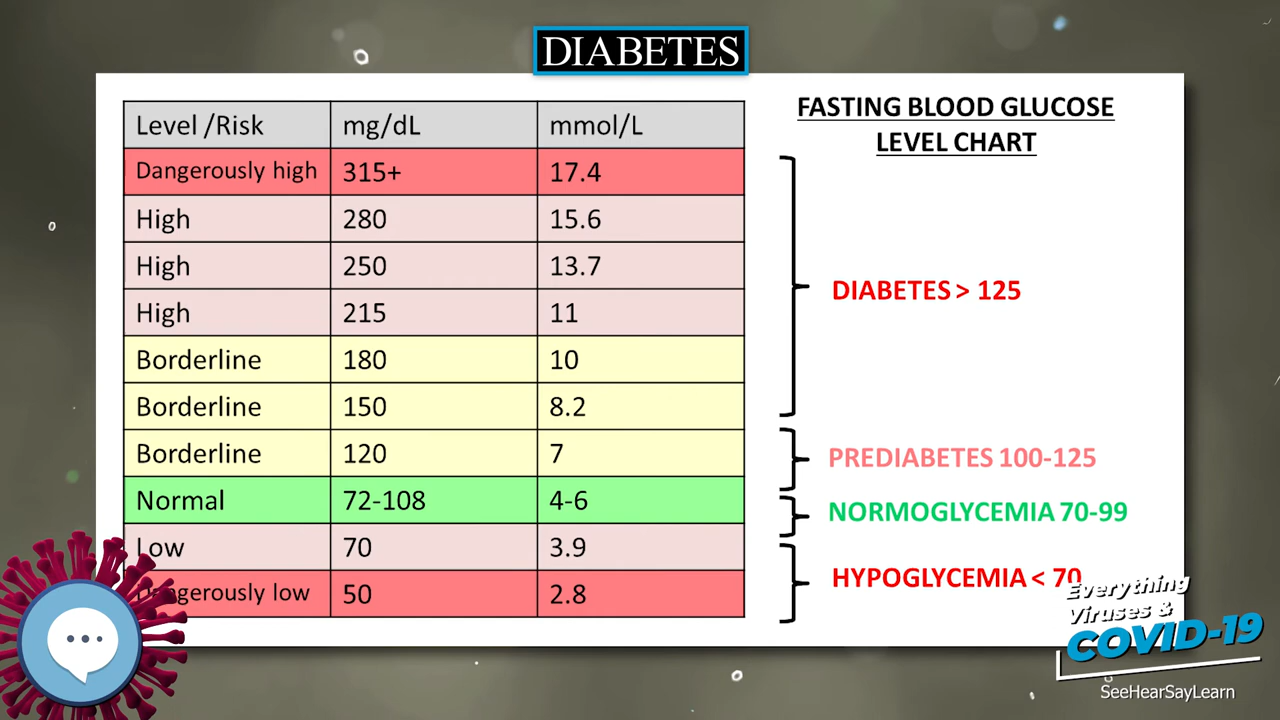 DIABETES
Level /Risk mg/dL mmol/L
Dangerously high 315+ 17.4
High 280 15.6
High 250 13.7
High 215 11
Borderline 180 10
Borderline 150 8.2
Borderline 120 7
Normal 72-108 4-6
Low 70 3.9
Dangerously low 50 2.8
FASTING BLOOD GLUCOSE
LEVEL CHART
DIABETES > 125
PREDIABETES 100-125
NORMOGLYCEMIA 70-99
HYPOGLYCEMIA < 70
Everything
Viruses &
COVID-19
SeeHearSayLearn